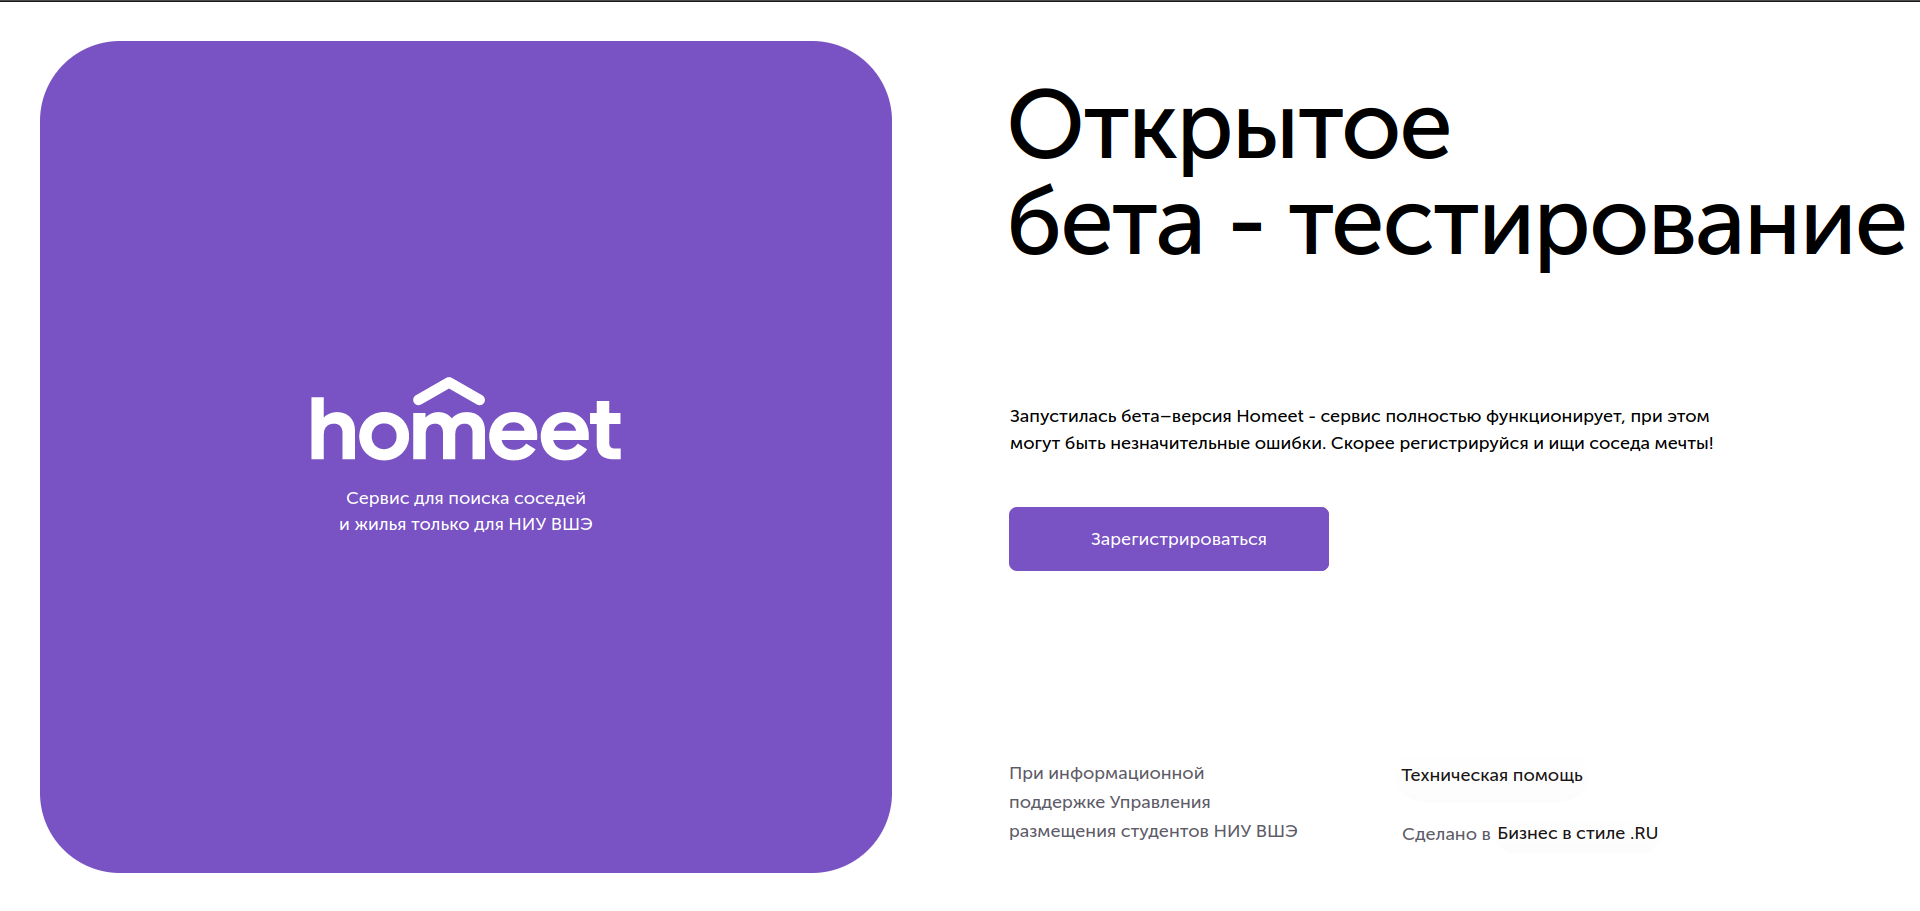 homeet
Сервис для поиска соседей
и жилья только для НИУ ВШЭ
Открытое
бета - тестирование
Запустилась бета–версия Homeet - сервис полностью функционирует, при этом
могут быть незначительные ошибки. Скорее регистрируйся и ищи соседа мечты!
Зарегистрироваться
При информационной
поддержке Управления
размещения студентов НИУ ВШЭ
Техническая помощь
Сделано в Бизнес в стиле .RU